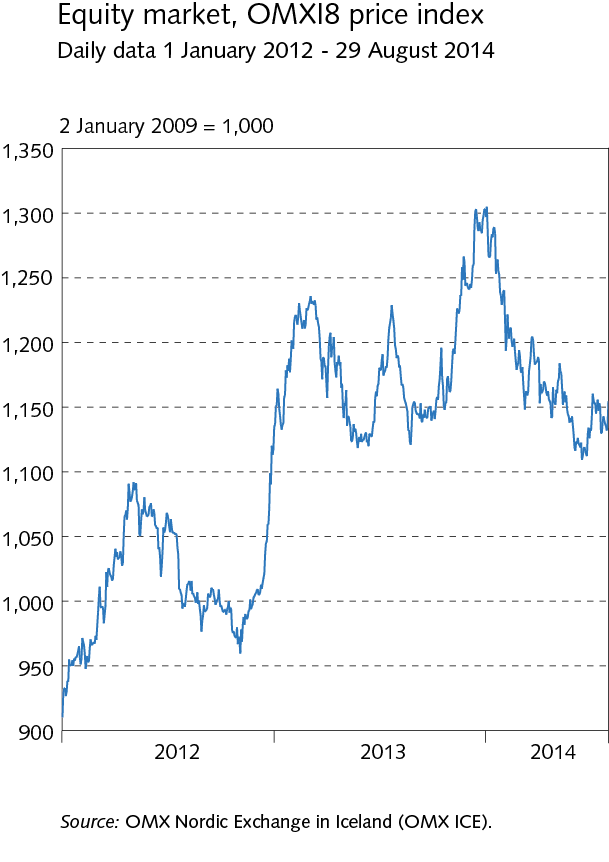 Equity market, OMXI8 price index
Daily data 1 January 2012 - 29 August 2014
2 January 2009 = 1,000
1,350
1,300
1,250
1,200
1,150
1,100
1,050
1,000
950
900
2012 2013 2014
Source: OMX Nordic Exchange in Iceland (OMX ICE).